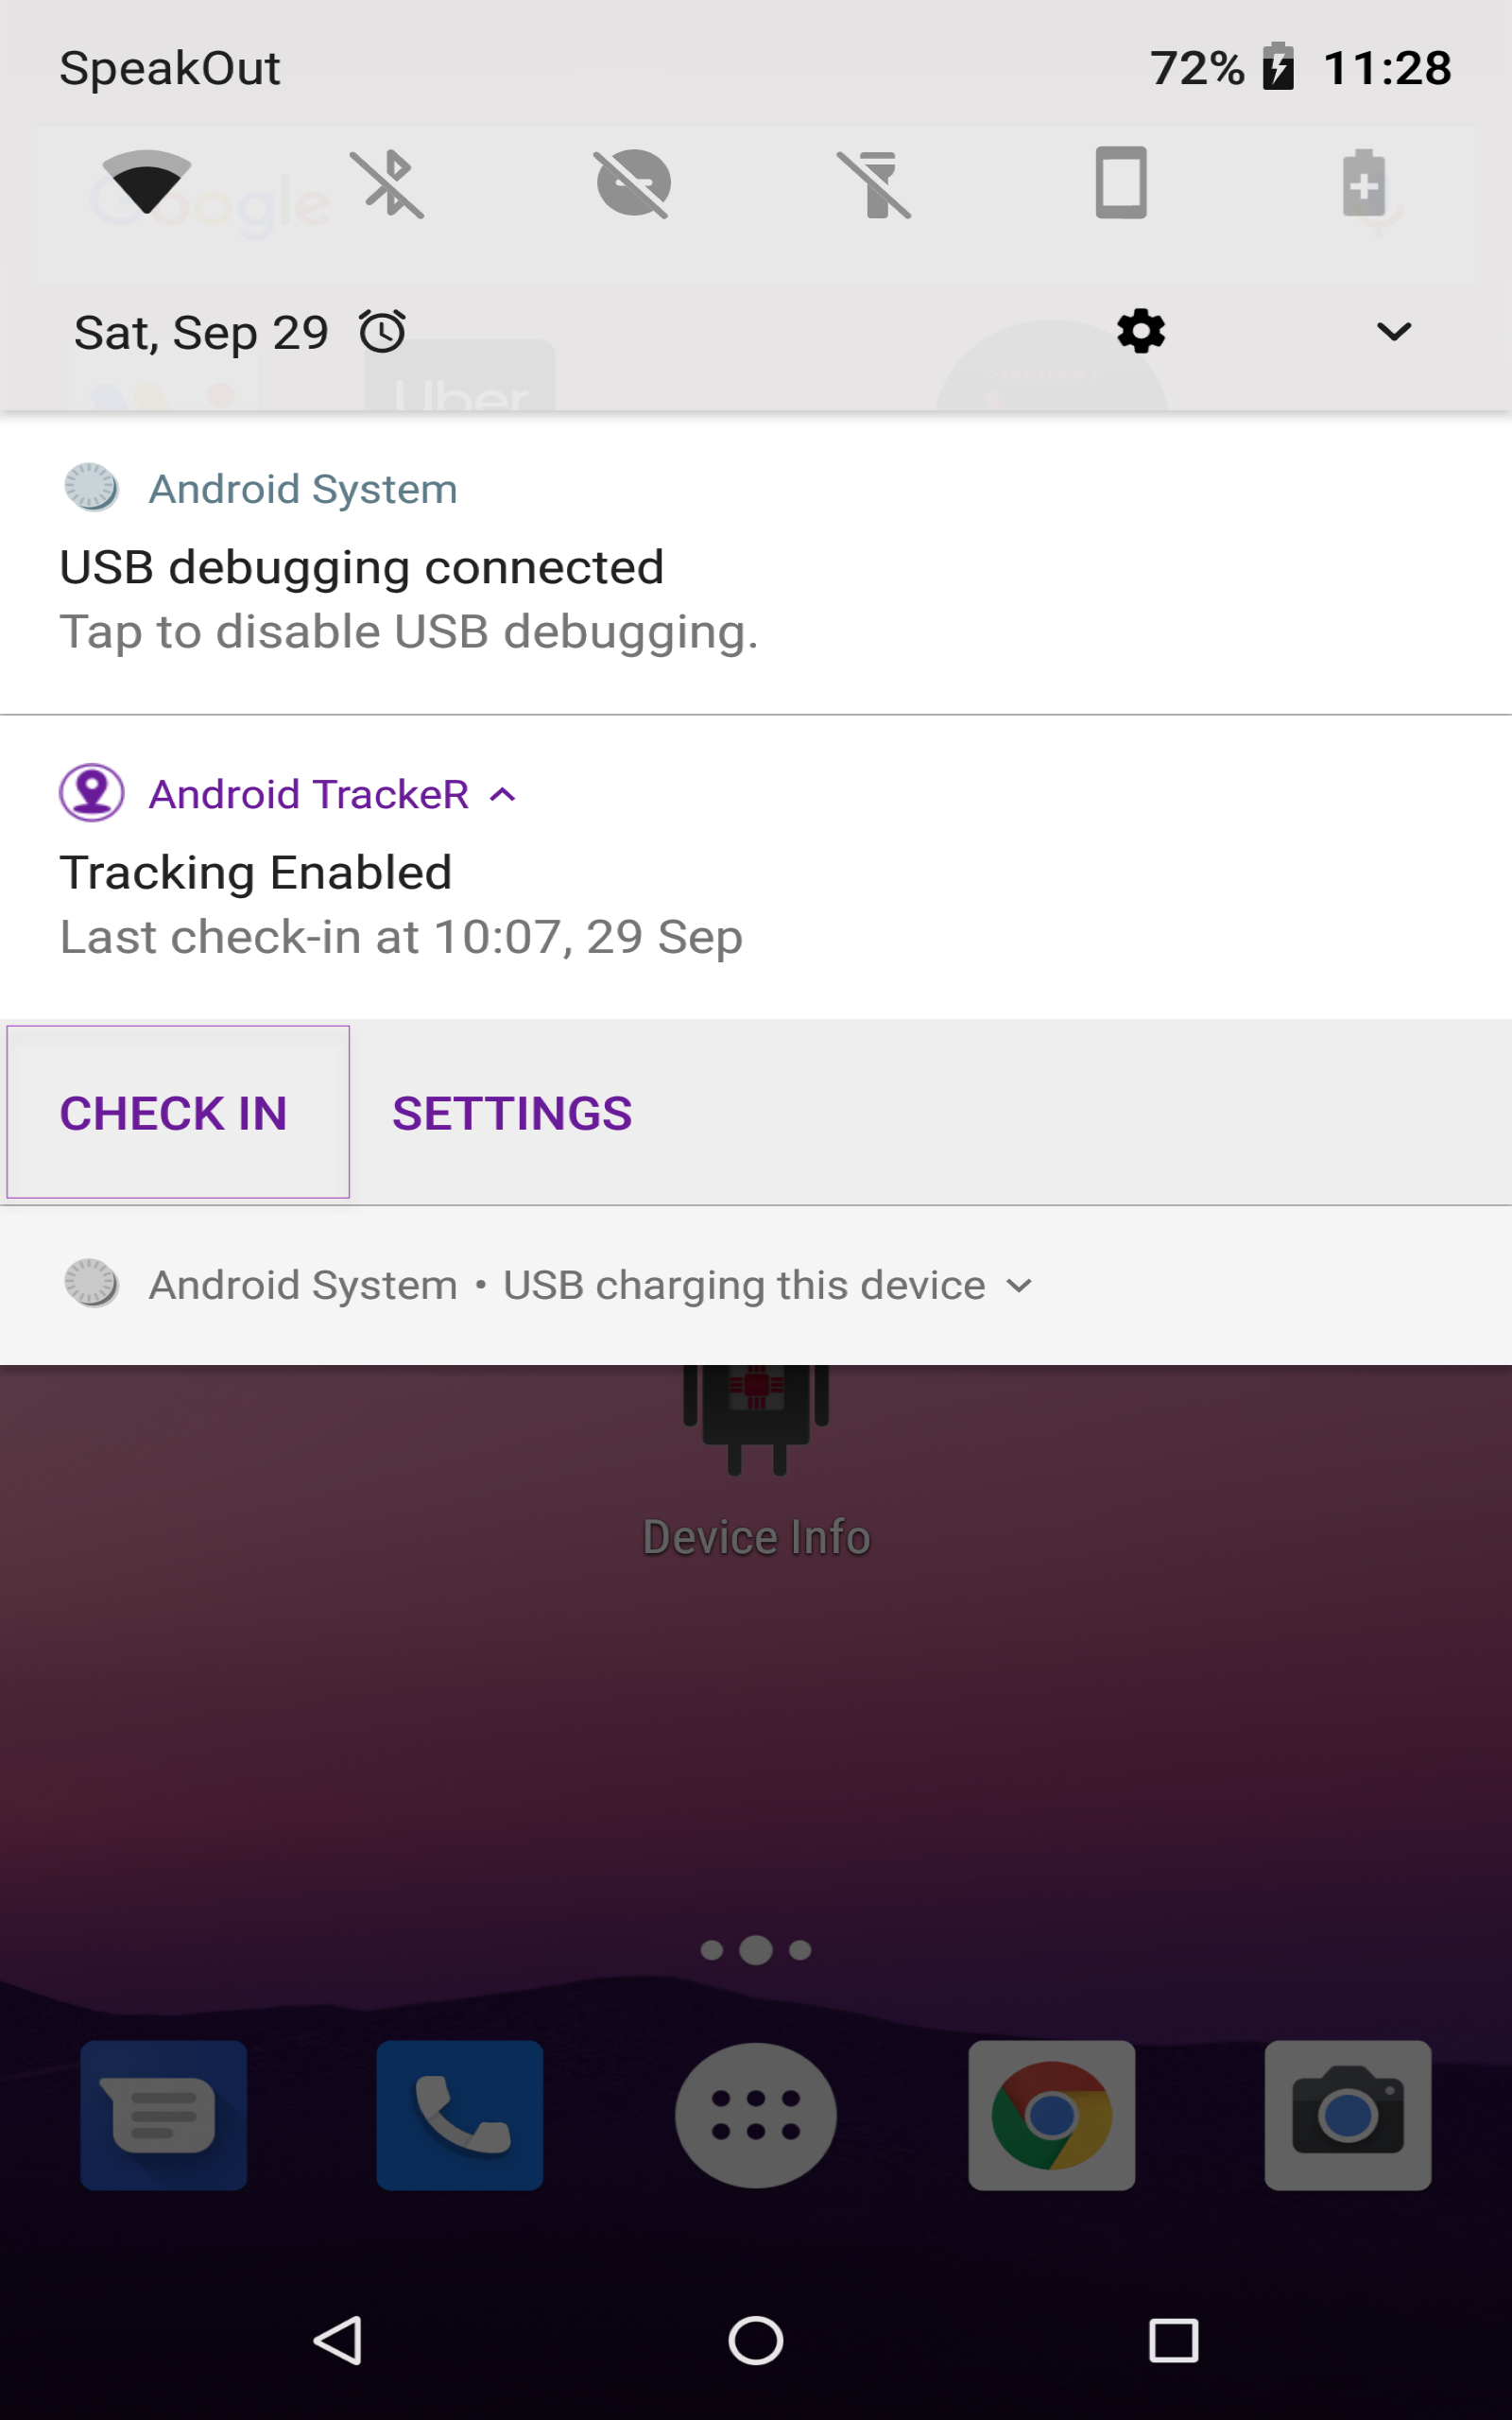 SpeakOut 72% 11:28
Google
Sat, Sep 29
Uber
Android System
USB debugging connected
Tap to disable USB debugging.
Android TrackeR
Tracking Enabled
Last check-in at 10:07, 29 Sep
CHECK IN SETTINGS
Android System • USB charging this device
Device Info